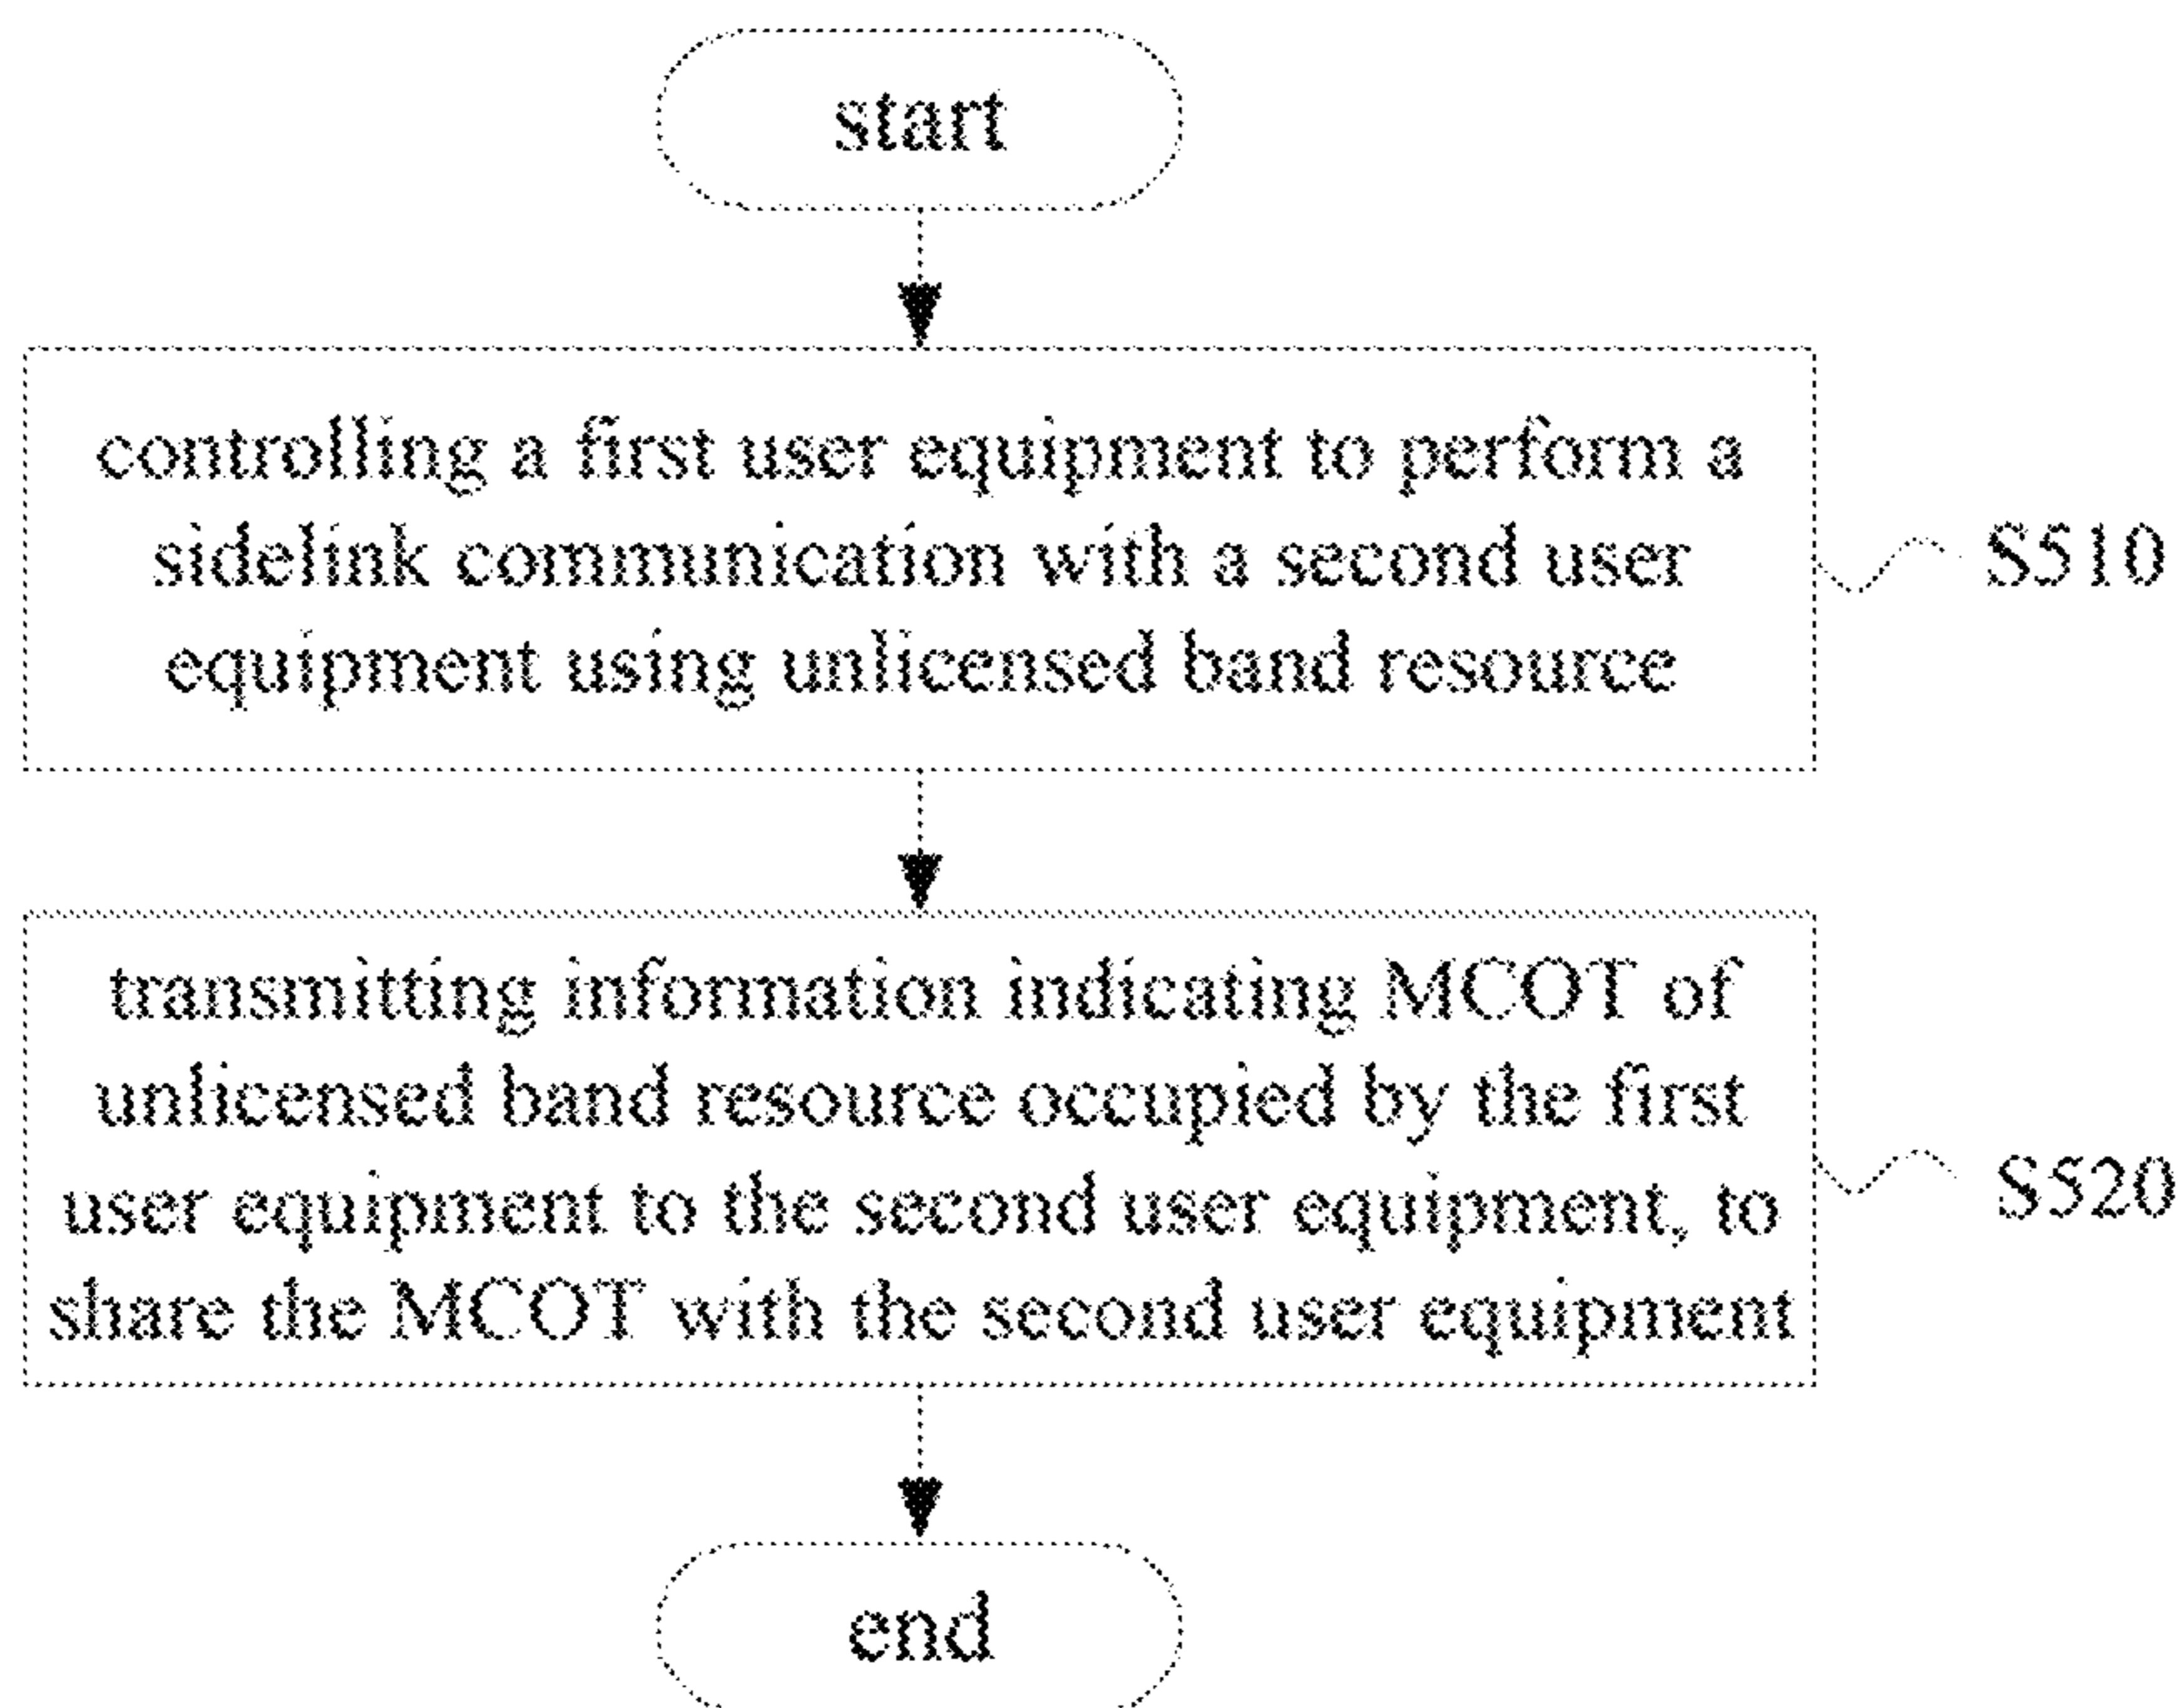 start
controlling a first user equipment to perform a
sidelink communication with a second user
equipment using unlicensed band resource
S510
transmitting information indicating MCOT of
unlicensed band resource occupied by the first
user equipment to the second user equipment, to
share the MCOT with the second user equipment
S520
end